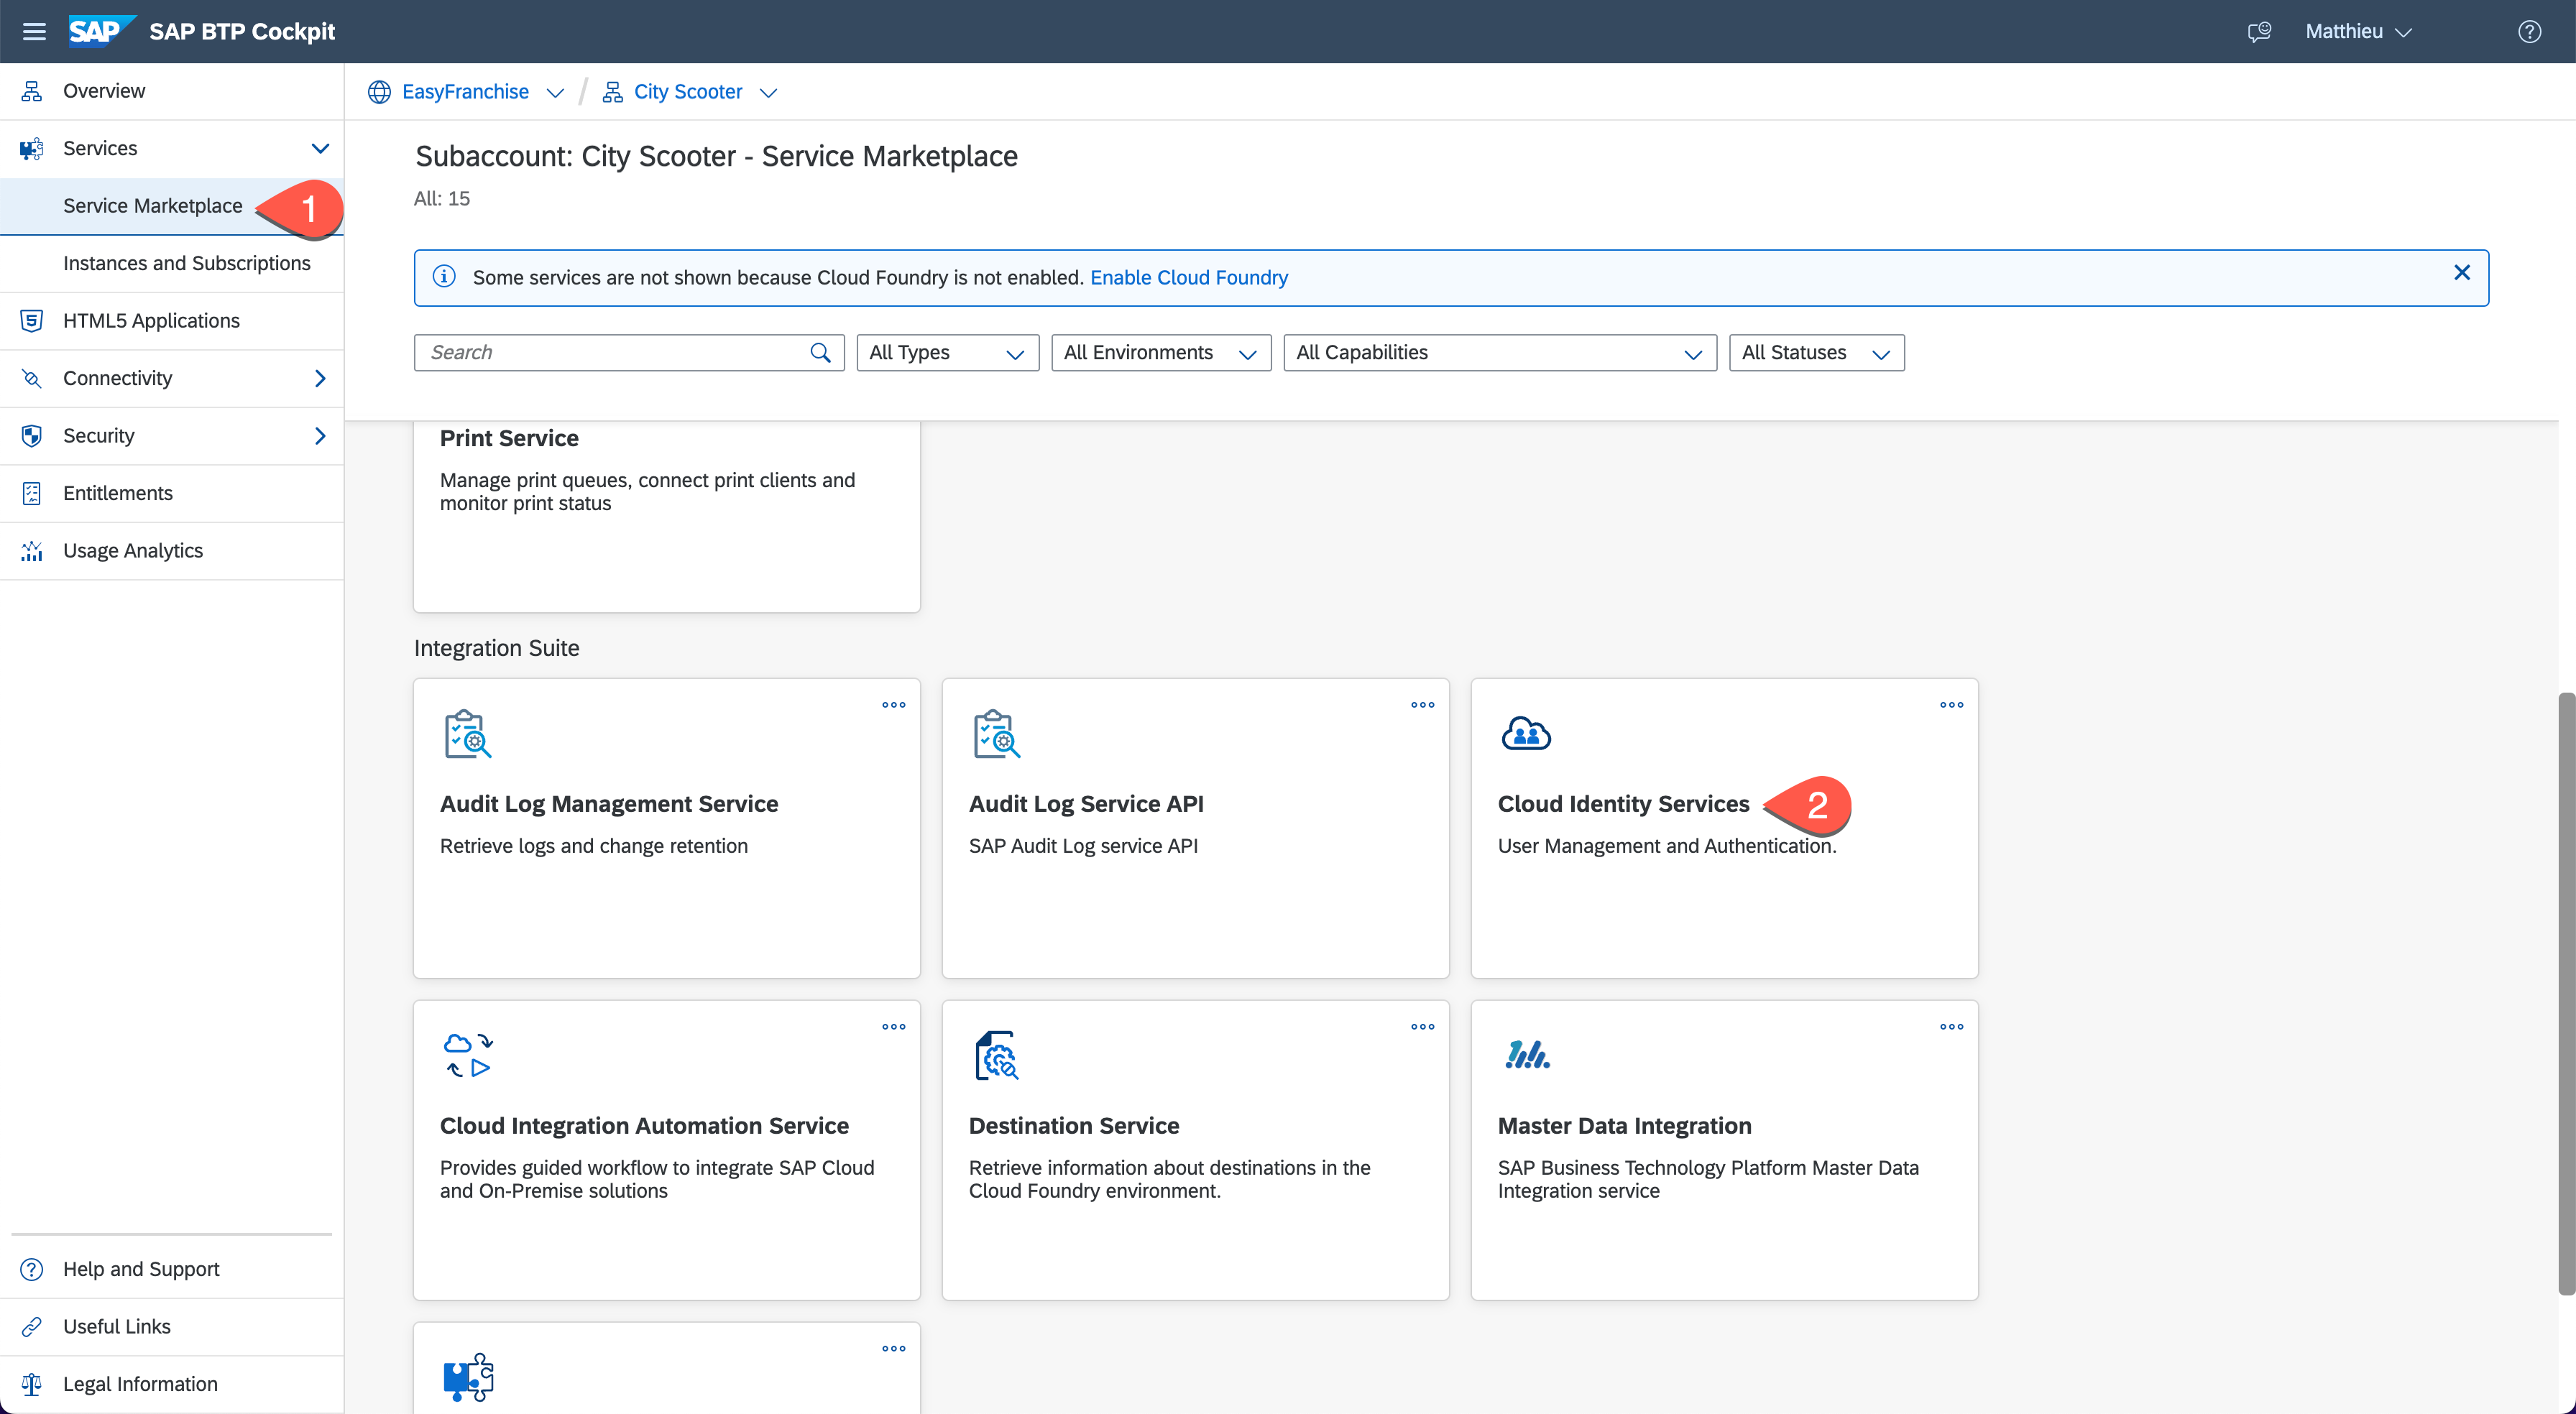 SAP SAP BTP Cockpit
Matthieu
Overview
Services
Service Marketplace
1
Instances and Subscriptions
HTML5 Applications
Connectivity
Security
Entitlements
Usage Analytics
Help and Support
Useful Links
Legal Information
EasyFranchise / City Scooter
Subaccount: City Scooter - Service Marketplace
All: 15
Some services are not shown because Cloud Foundry is not enabled. Enable Cloud Foundry
Search
All Types
All Environments
All Capabilities
All Statuses
Print Service
Manage print queues, connect print clients and
monitor print status
Integration Suite
Audit Log Management Service
Retrieve logs and change retention
Audit Log Service API
SAP Audit Log service API
Cloud Identity Services
2
User Management and Authentication.
Cloud Integration Automation Service
Provides guided workflow to integrate SAP Cloud
and On-Premise solutions
Destination Service
Retrieve information about destinations in the
Cloud Foundry environment.
Master Data Integration
SAP Business Technology Platform Master Data
Integration service